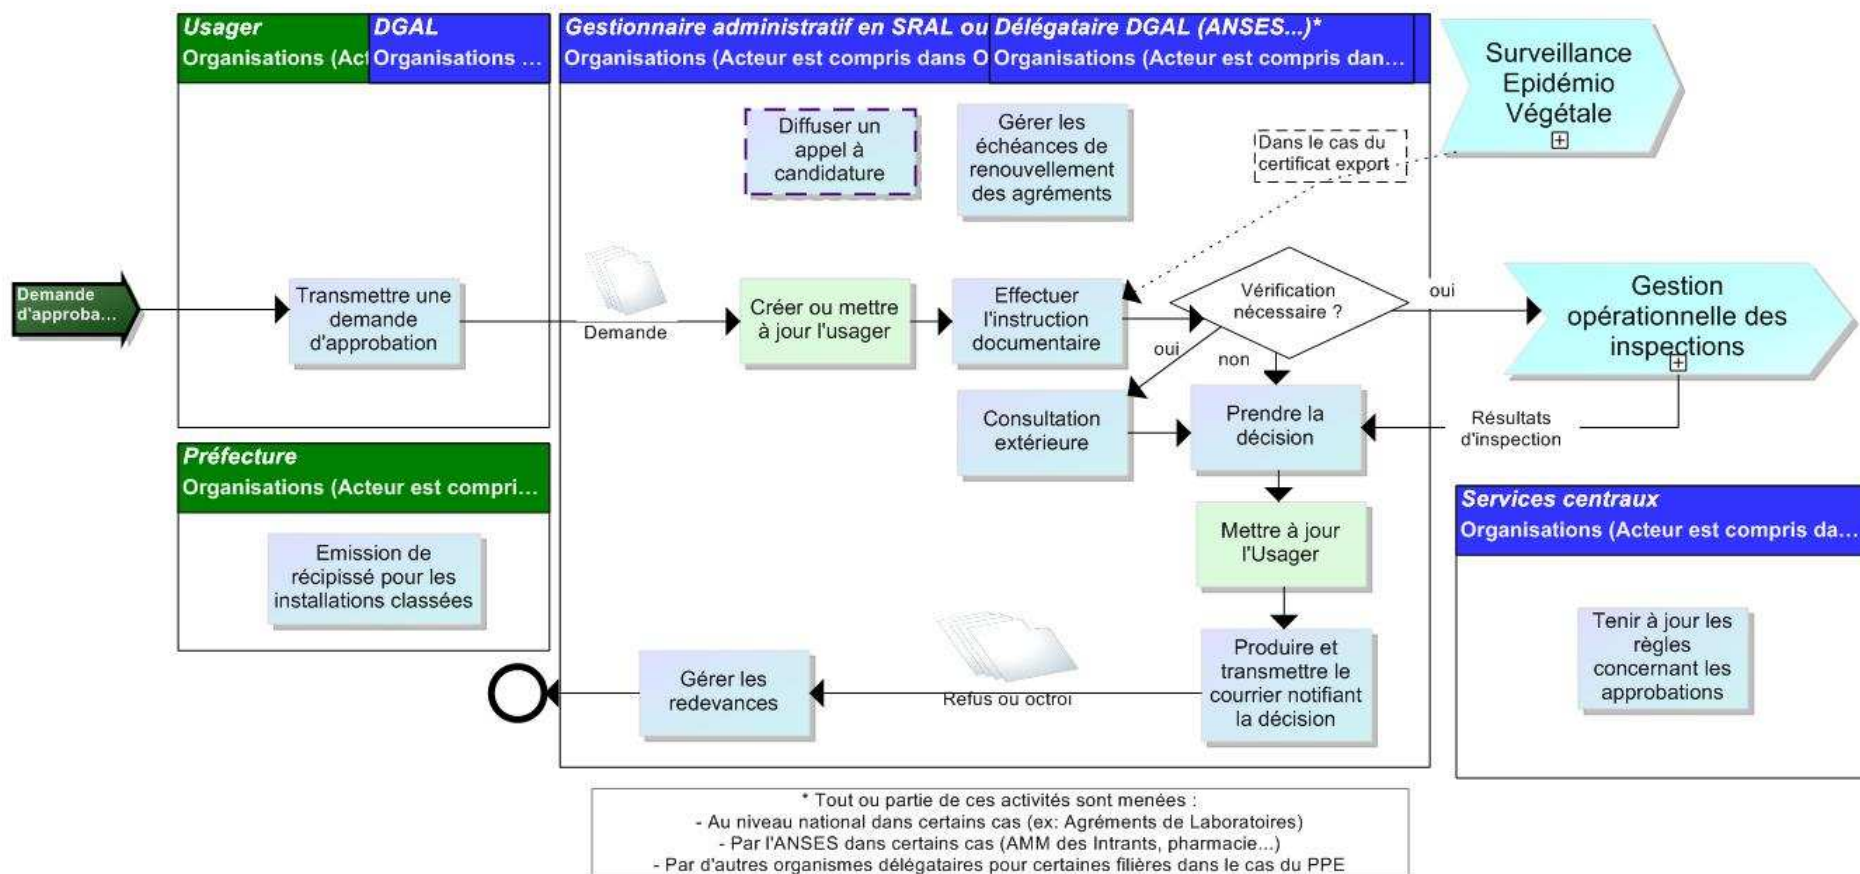 Usager
Organisations (Act
DGAL
Organisations ...
Gestionnaire administratif en SRAL ou
Organisations (Acteur est compris dans O
Délégataire DGAL (ANSES...)*
Organisations (Acteur est compris dan...
Surveillance
Epidémio
Végétale
Diffuser un
appel à
candidature
Gérer les
échéances de
renouvellement
des agréments
Dans le cas du
certificat export
Demande
d'approba...
Transmettre une
demande
d'approbation
Demande
Créer ou mettre
à jour l'usager
Effectuer
l'instruction
documentaire
Vérification
nécessaire ?
oui
oui
non
Gestion
opérationnelle des
inspections
Consultation
extérieure
Prendre la
décision
Résultats
d'inspection
Préfecture
Organisations (Acteur est compri...
Emission de
récipissé pour les
installations classées
Mettre à jour
l'Usager
Services centraux
Organisations (Acteur est compris da...
Tenir à jour les
règles
concernant les
approbations
Gérer les
redevances
Refus ou octroi
Produire et
transmettre le
courrier notifiant
la décision
* Tout ou partie de ces activités sont menées :
- Au niveau national dans certains cas (ex: Agréments de Laboratoires)
- Par l'ANSES dans certains cas (AMM des Intrants, pharmacie...)
- Par d'autres organismes délégataires pour certaines filières dans le cas du PPE